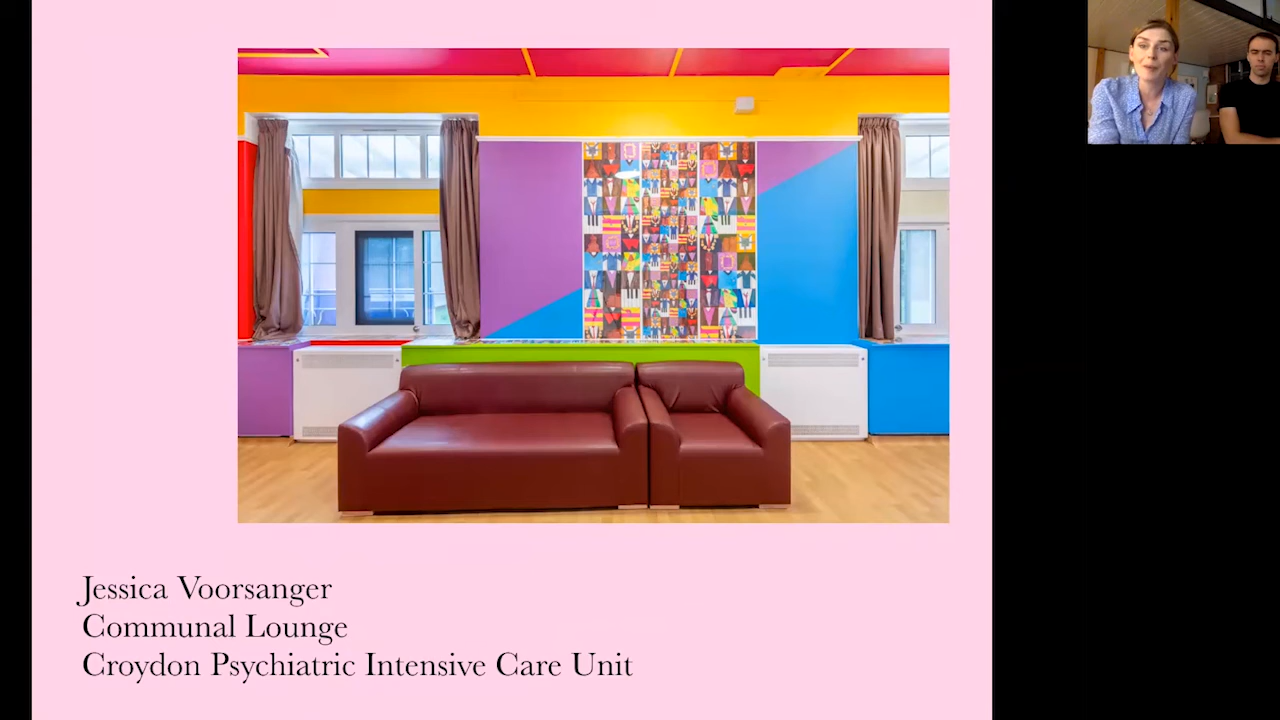 Jessica Voorsanger
Communal Lounge
Croydon Psychiatric Intensive Care Unit